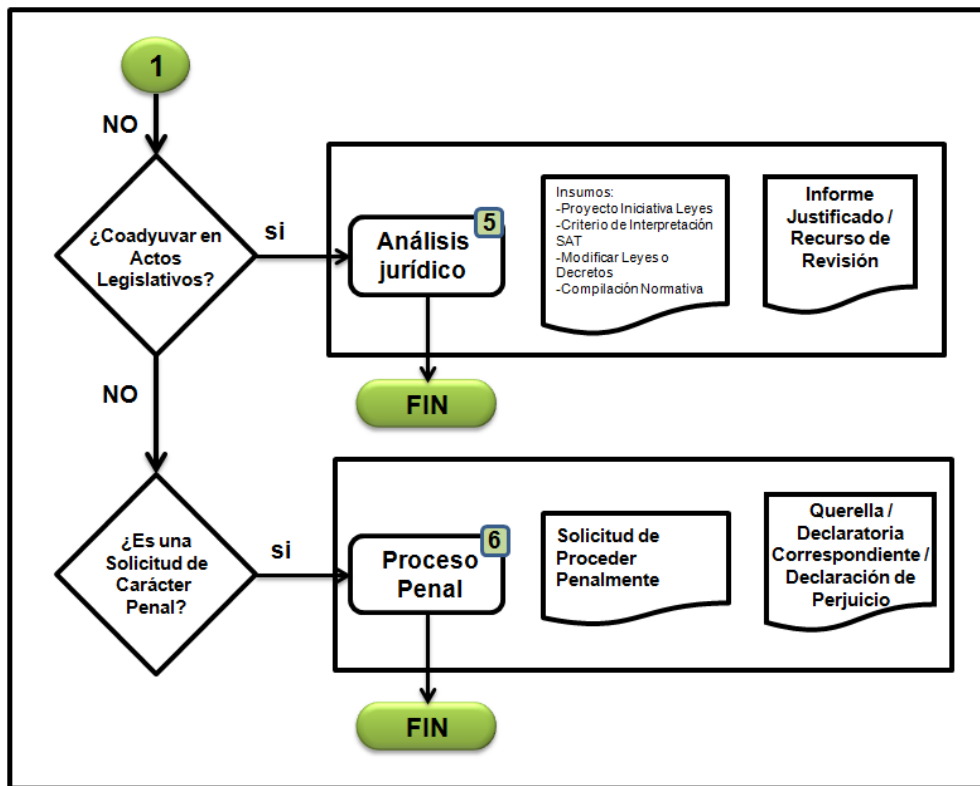 1
NO
¿Coadyuvar en
Actos
Legislativos?
si
5
Análisis
jurídico
Insumos:
-Proyecto Iniciativa Leyes
-Criterio de Interpretación
SAT
-Modificar Leyes o
Decretos
-Compilación Normativa
Informe
Justificado /
Recurso de
Revisión
FIN
NO
¿Es una
Solicitud de
Carácter
Penal?
si
6
Proceso
Penal
Solicitud de
Proceder
Penalmente
Querella /
Declaratoria
Correspondiente /
Declaración de
Perjuicio
FIN